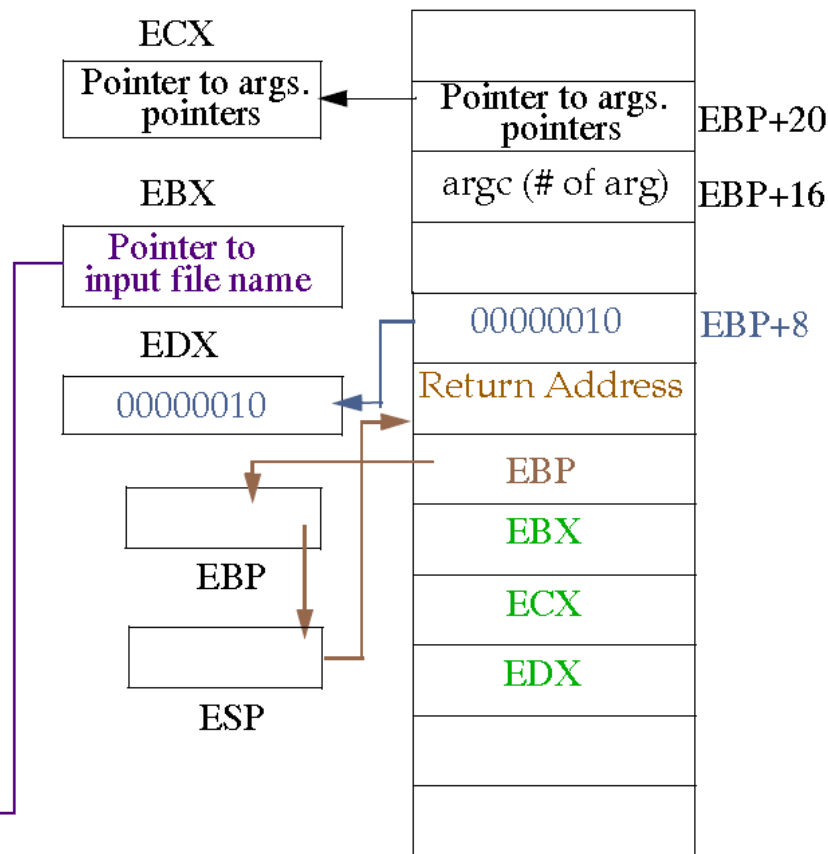 ECX
Pointer to args.
pointers
EBX
Pointer to
input file name
EDX
00000010
EBP
ESP
Pointer to args.
pointers
EBP+20
argc (# of arg)
EBP+16
00000010
EBP+8
Return Address
EBP
EBX
ECX
EDX